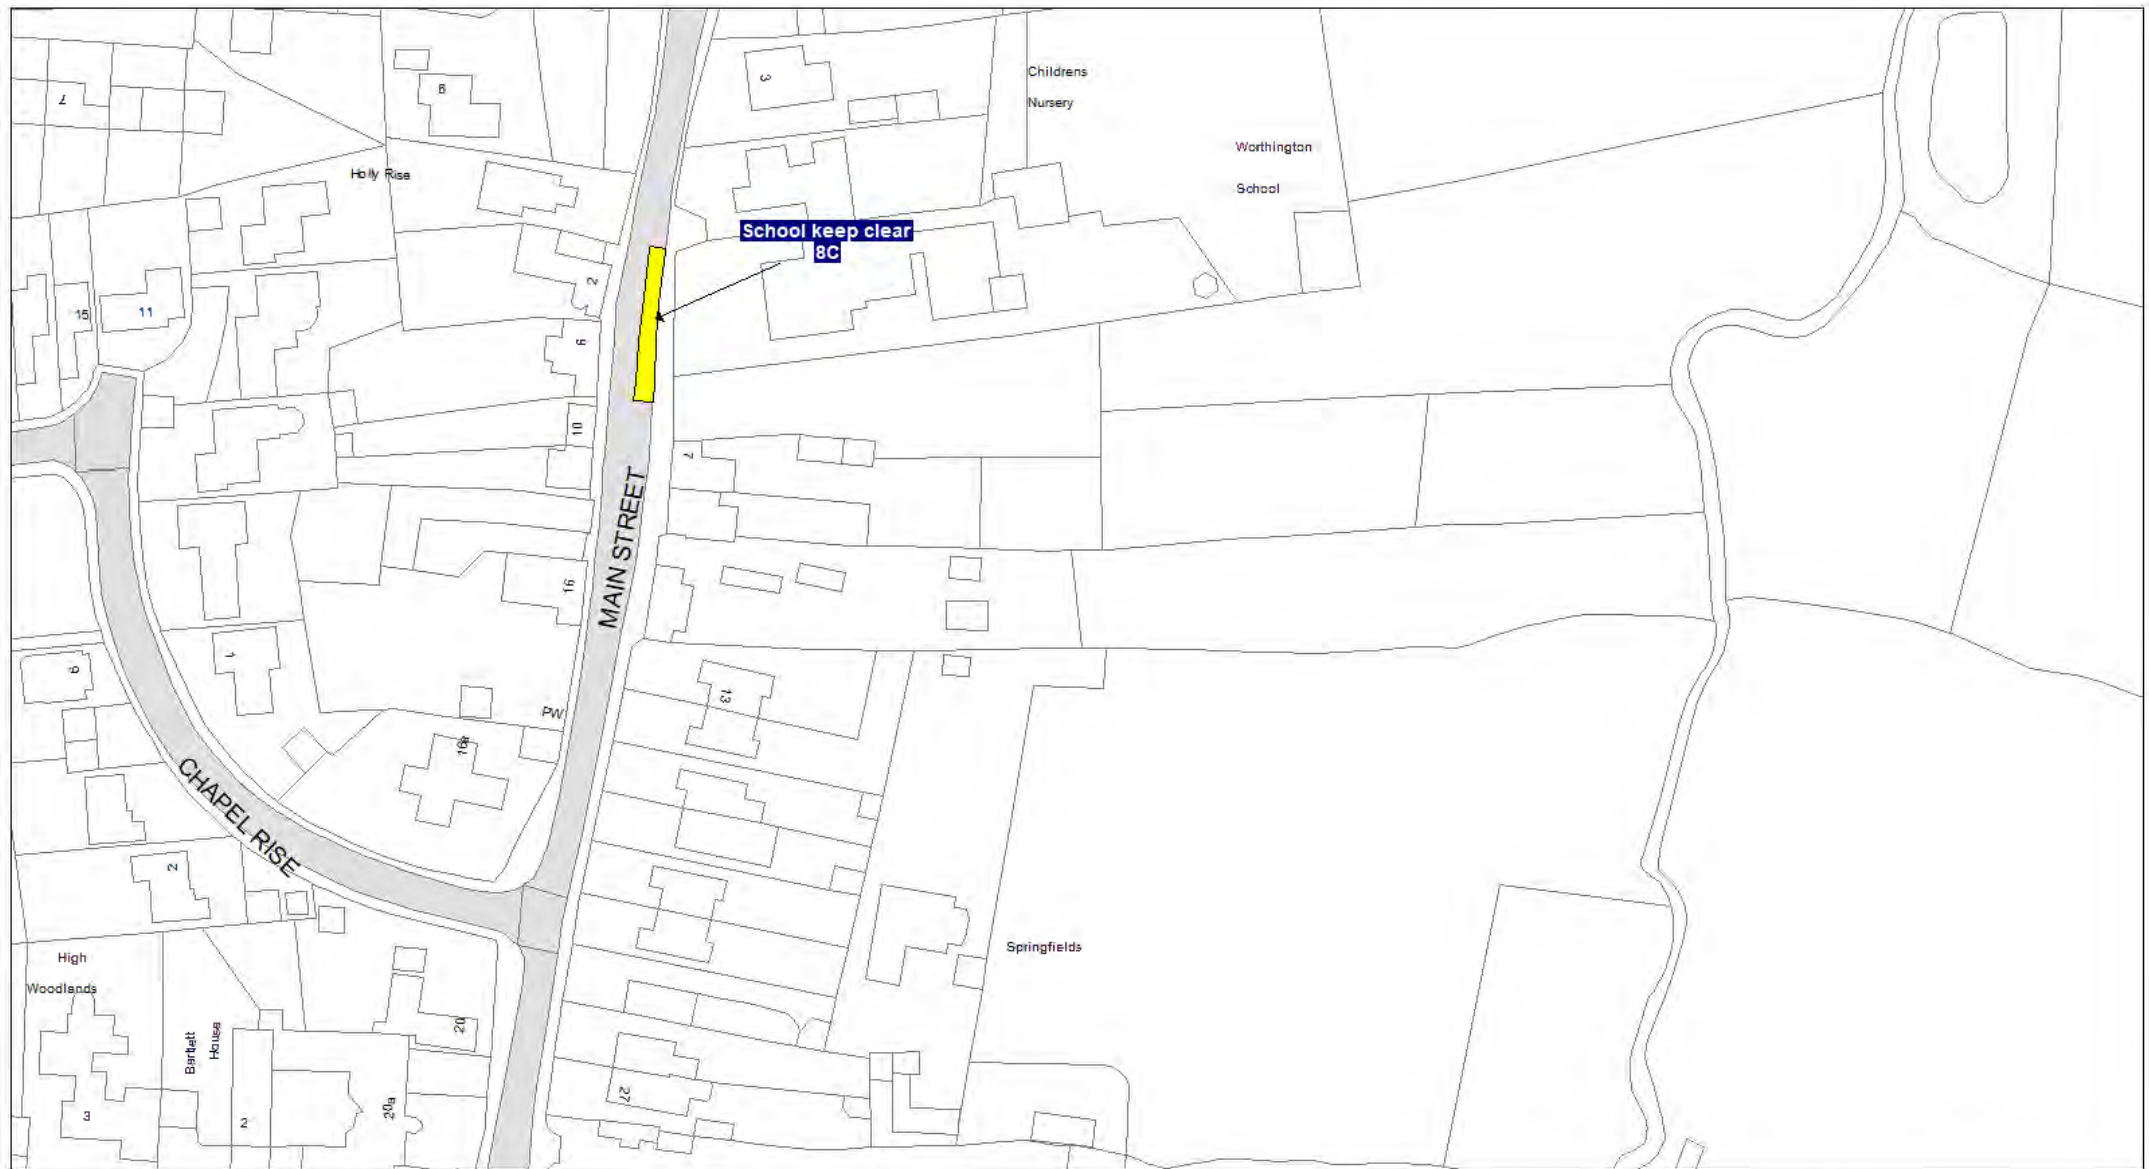 3
Childrens
Nursery
7
6
Worthington
School
Holly Rise
School keep clear
8C
2
15
11
6
10
7
MAIN STREET
16
1
9
13
PW
16a
CHAPEL RISE
2
Springfields
High
Woodlands
20
Bartlett
House
27
3
2
20a